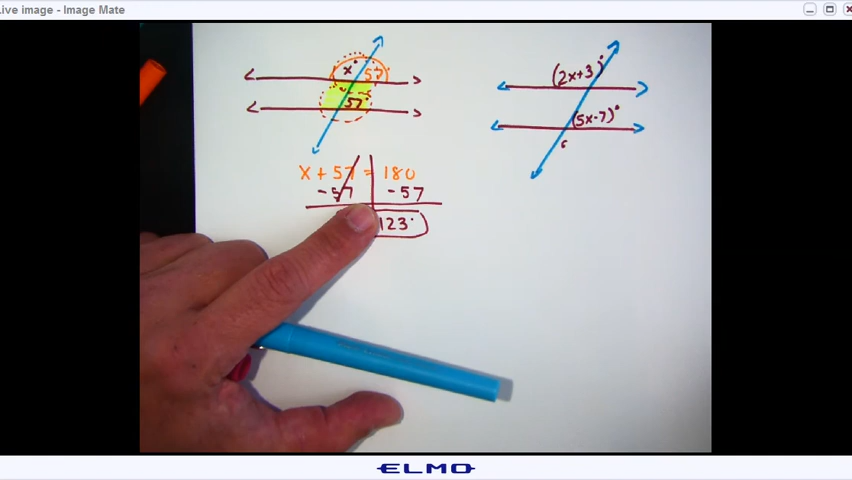 Live image - Image Mate
x° 57°
57°
(2x+3)°
(5x-7)°
x + 57 = 180
-57 -57
123°
ELMO